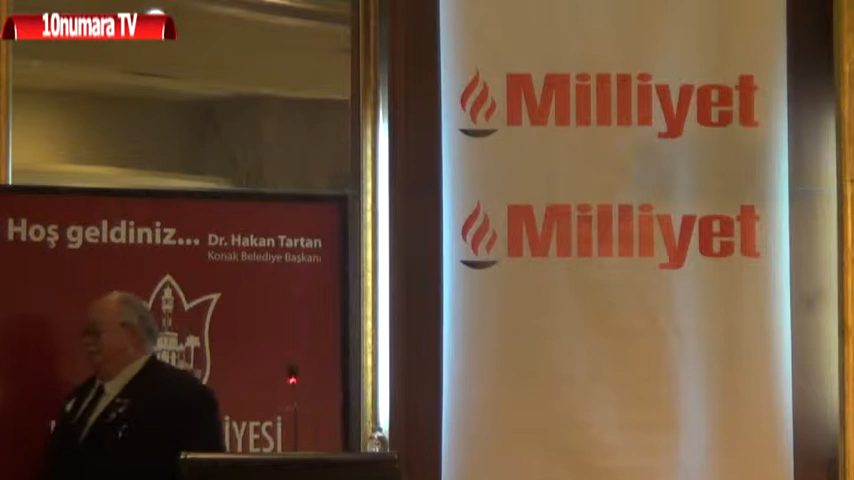 10numara TV
Milliyet
Milliyet
Hoş geldiniz... Dr. Hakan Tartan
Konak Belediye Başkanı
İYESİ